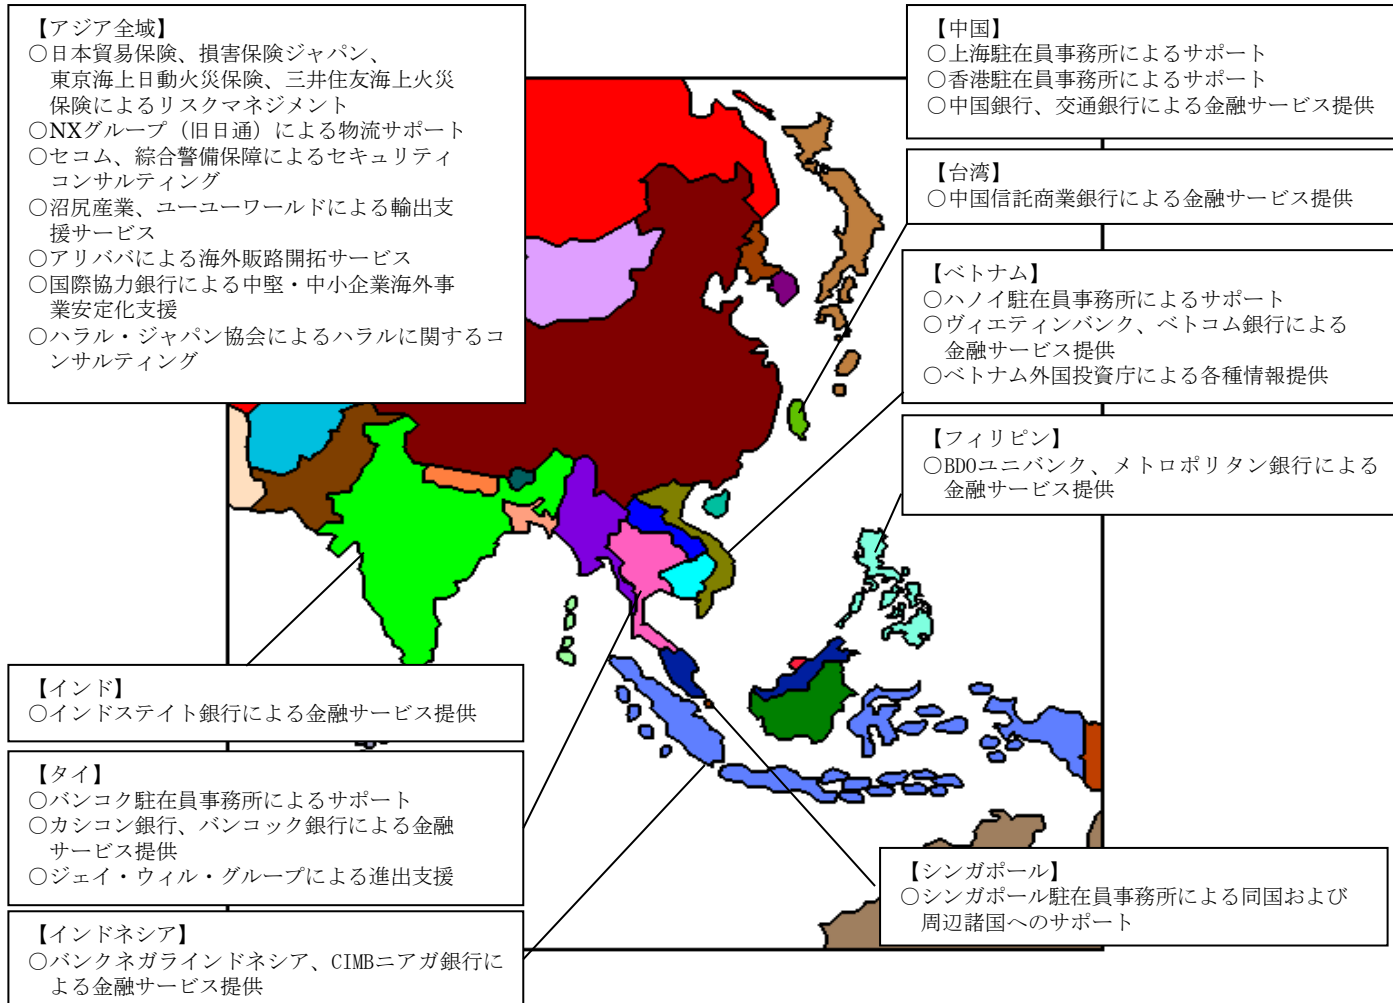 【アジア全域】
○日本貿易保険、損害保険ジャパン、
東京海上日動火災保険、三井住友海上火災
保険によるリスクマネジメント
○NXグループ（旧日通）による物流サポート
○セコム、綜合警備保障によるセキュリティ
コンサルティング
○沼尻産業、ユーユーワールドによる輸出支
援サービス
○アリババによる海外販路開拓サービス
○国際協力銀行による中堅・中小企業海外事
業安定化支援
○ハラル・ジャパン協会によるハラルに関するコ
ンサルティング
【中国】
○上海駐在員事務所によるサポート
○香港駐在員事務所によるサポート
○中国銀行、交通銀行による金融サービス提供
【台湾】
○中国信託商業銀行による金融サービス提供
【ベトナム】
○ハノイ駐在員事務所によるサポート
○ヴィエティンバンク、ベトコム銀行による
金融サービス提供
○ベトナム外国投資庁による各種情報提供
【フィリピン】
○BDOユニバンク、メトロポリタン銀行による
金融サービス提供
【インド】
○インドステイト銀行による金融サービス提供
【タイ】
○バンコク駐在員事務所によるサポート
○カシコン銀行、バンコック銀行による金融
サービス提供
○ジェイ・ウィル・グループによる進出支援
【インドネシア】
○バンクネガラインドネシア、CIMBニアガ銀行に
よる金融サービス提供
【シンガポール】
○シンガポール駐在員事務所による同国および
周辺諸国へのサポート